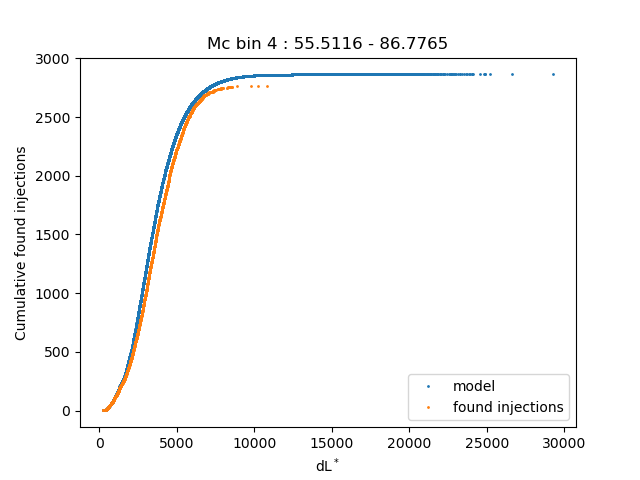 Mc bin 4 : 55.5116 - 86.7765
Cumulative found injections
3000
2500
2000
1500
1000
500
0
0 5000 10000 15000 20000 25000 30000
dL*
model
found injections